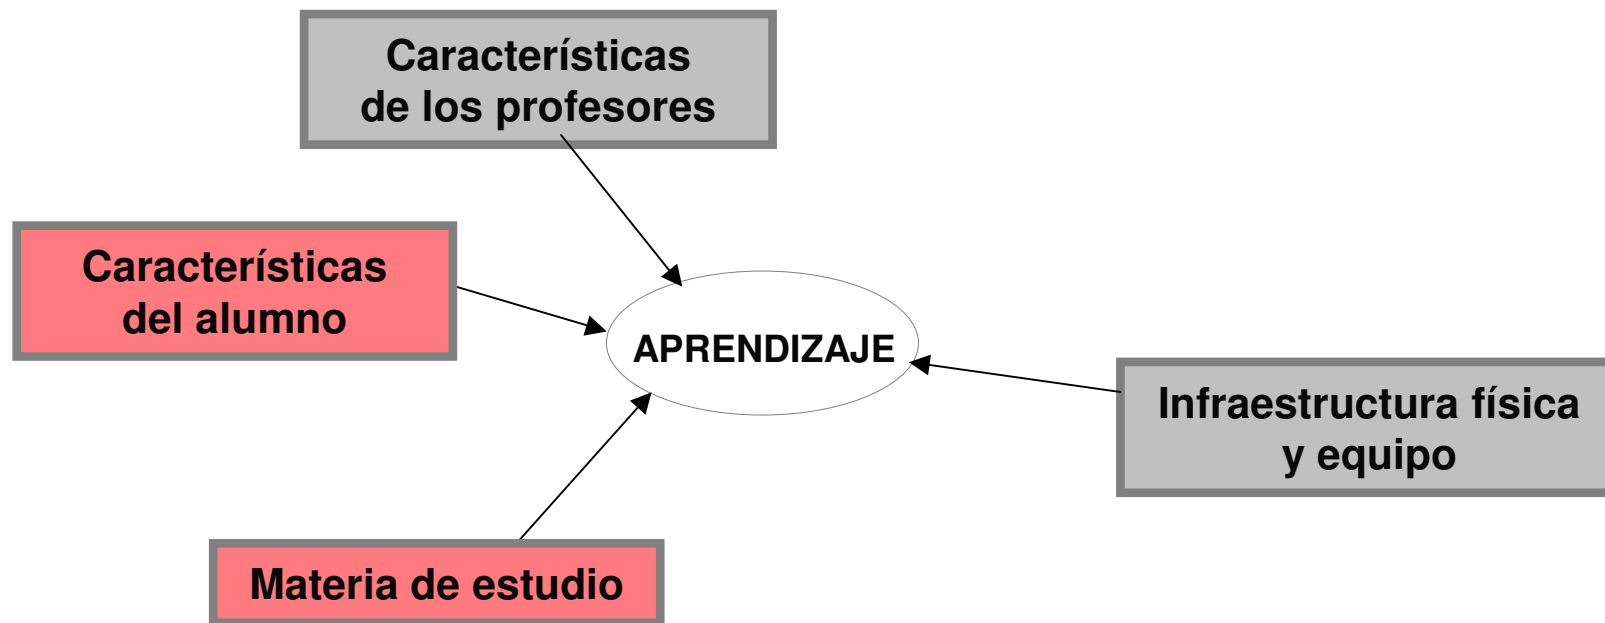 Características
de los profesores
Características
del alumno
APRENDIZAJE
Infraestructura física
y equipo
Materia de estudio